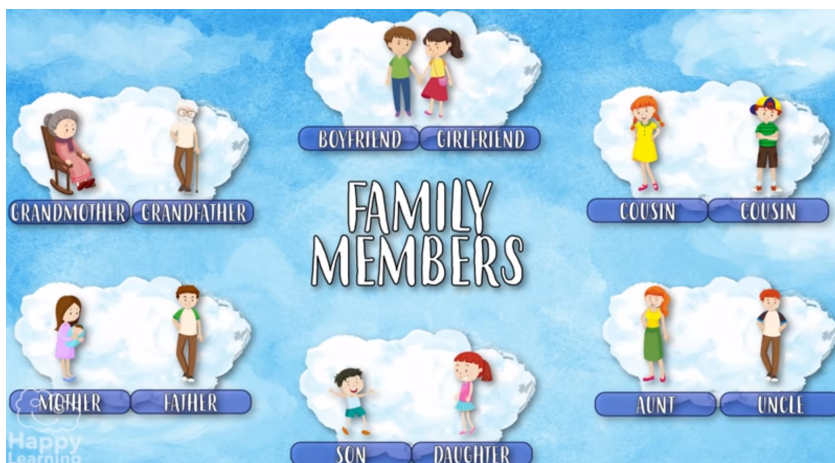 BOYFRIEND GIRLFRIEND
GRANDMOTHER GRANDFATHER
COUSIN COUSIN
FAMILY
MEMBERS
MOTHER FATHER
AUNT UNCLE
SON DAUGHTER
Happy
Learning